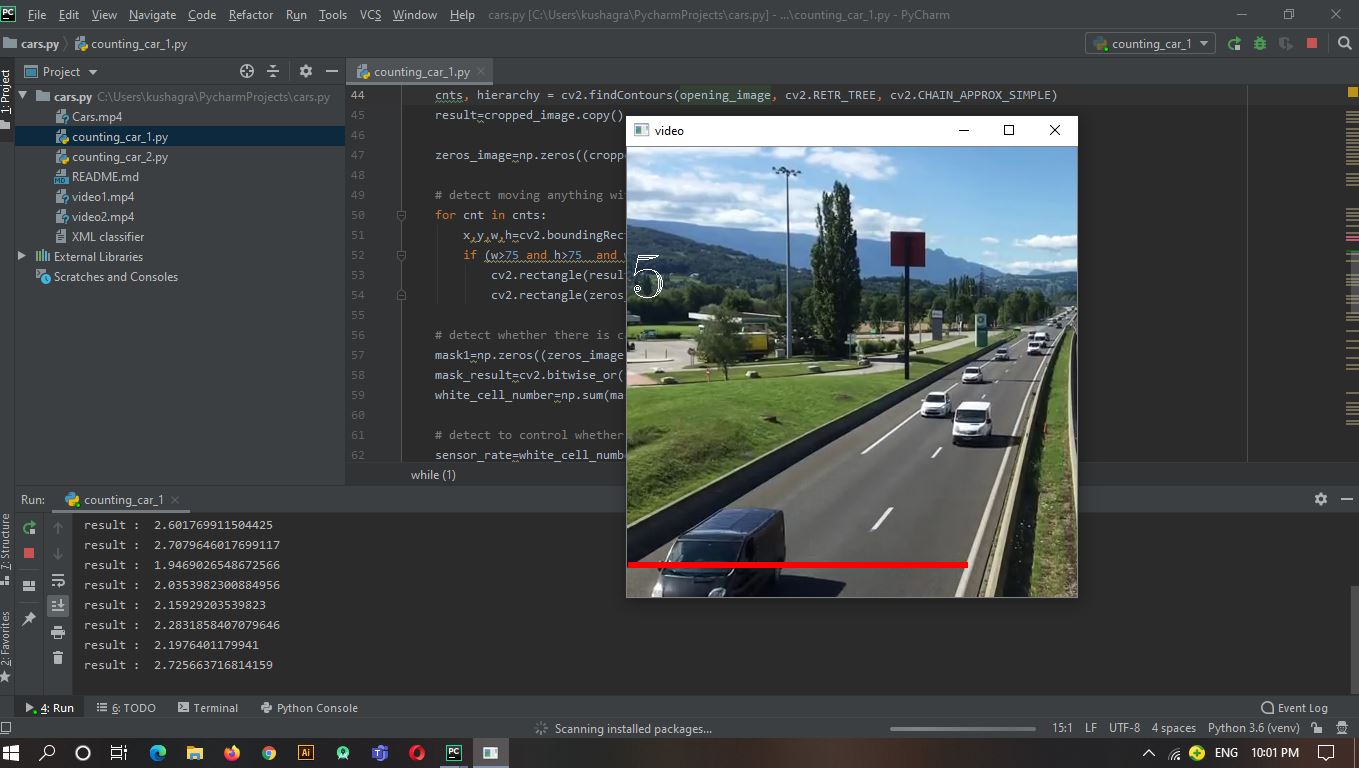 File Edit View Navigate Code Refactor Run Tools VCS Window Help cars.py [C:\Users\kushagra\PycharmProjects\cars.py] - ...\counting_car_1.py - PyCharm
cars.py counting_car_1.py
counting_car_1
1: Project
Project
counting_car_1.py
cars.py C:\Users\kushagra\PycharmProjects\cars.py
Cars.mp4
counting_car_1.py
counting_car_2.py
README.md
video1.mp4
video2.mp4
XML classifier
External Libraries
Scratches and Consoles
44 cnts, hierarchy = cv2.findContours(opening_image, cv2.RETR_TREE, cv2.CHAIN_APPROX_SIMPLE)
45 result=cropped_image.copy()
46
47 zeros_image=np.zeros((croppe
48
49 # detect moving anything wi
50 for cnt in cnts:
51 x,y,w,h=cv2.boundingRec
52 if (w>75 and h>75 and
53 cv2.rectangle(resul
54 cv2.rectangle(zeros_
55
56 # detect whether there is c
57 mask1=np.zeros((zeros_image
58 mask_result=cv2.bitwise_or(
59 white_cell_number=np.sum(ma
60
61 # detect to control whether
62 sensor_rate=white_cell_numb
while (1)
video
5
Run: counting_car_1
result : 2.601769911504425
result : 2.7079646017699117
result : 1.9469026548672566
result : 2.0353982300884956
result : 2.15929203539823
result : 2.2831858407079646
result : 2.1976401179941
result : 2.725663716814159
7: Structure
2: Favorites
4: Run 6: TODO Terminal Python Console Event Log
Scanning installed packages... 15:1 LF UTF-8 4 spaces Python 3.6 (venv)
Ai
PC
ENG 10:01 PM